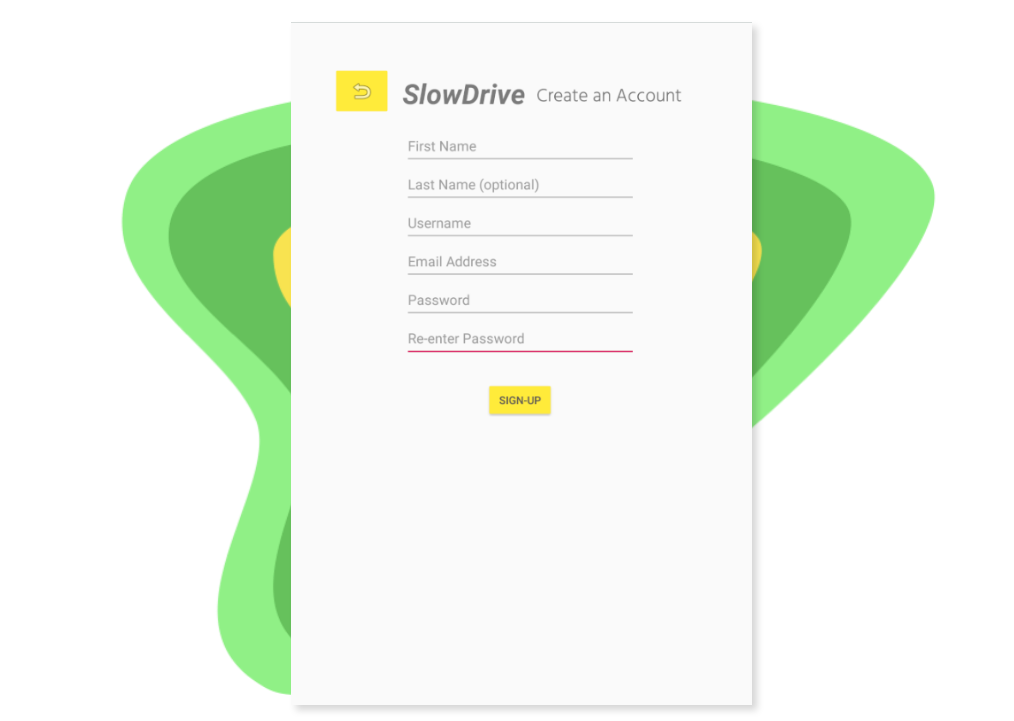 SlowDrive Create an Account
First Name
Last Name (optional)
Username
Email Address
Password
Re-enter Password
SIGN-UP